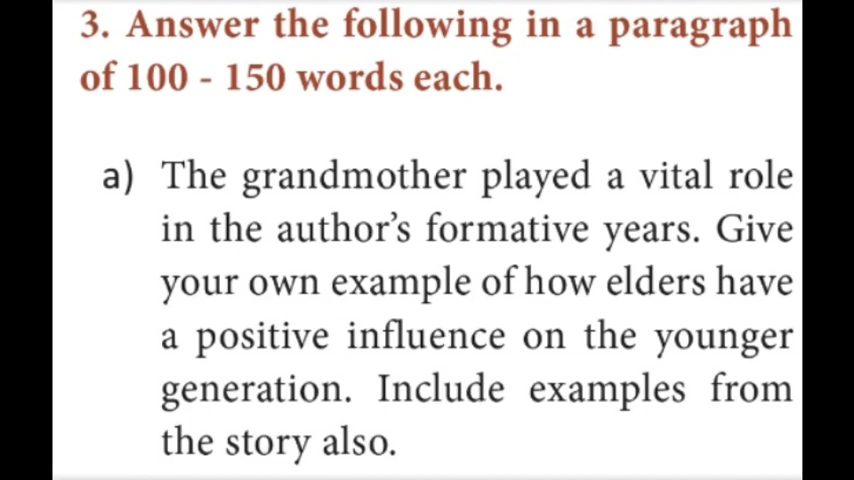 3. Answer the following in a paragraph
of 100 - 150 words each.
a) The grandmother played a vital role
in the author’s formative years. Give
your own example of how elders have
a positive influence on the younger
generation. Include examples from
the story also.